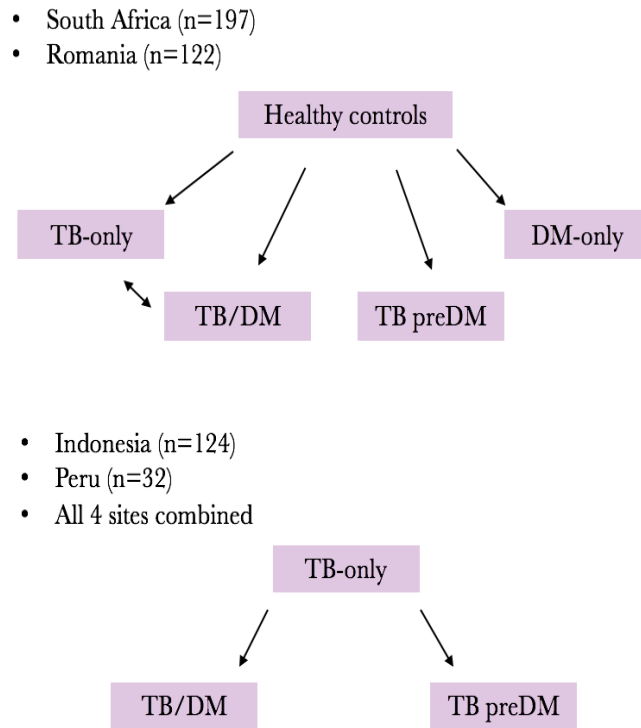 • South Africa (n=197)
• Romania (n=122)
Healthy controls
TB-only
DM-only
TB/DM
TB preDM
• Indonesia (n=124)
• Peru (n=32)
• All 4 sites combined
TB-only
TB/DM
TB preDM